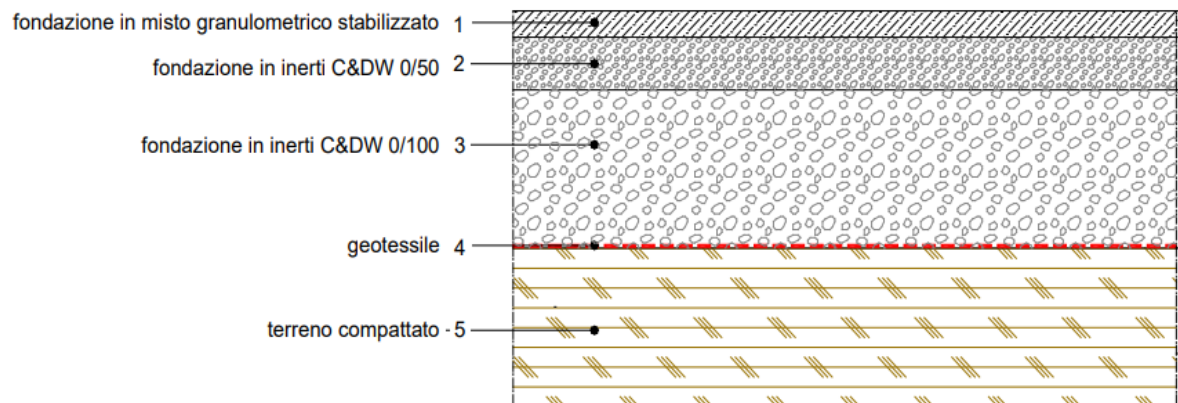 fondazione in misto granulometrico stabilizzato 1
fondazione in inerti C&DW 0/50 2
fondazione in inerti C&DW 0/100 3
geotessile 4
terreno compattato - 5